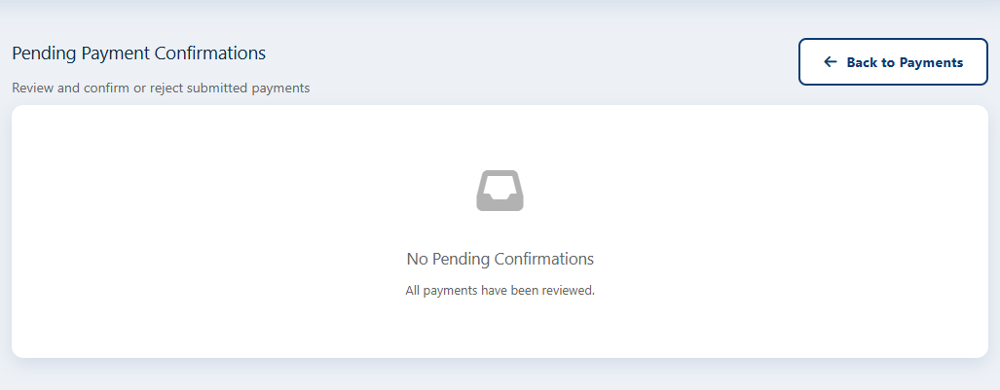 Pending Payment Confirmations
Back to Payments
Review and confirm or reject submitted payments
No Pending Confirmations
All payments have been reviewed.